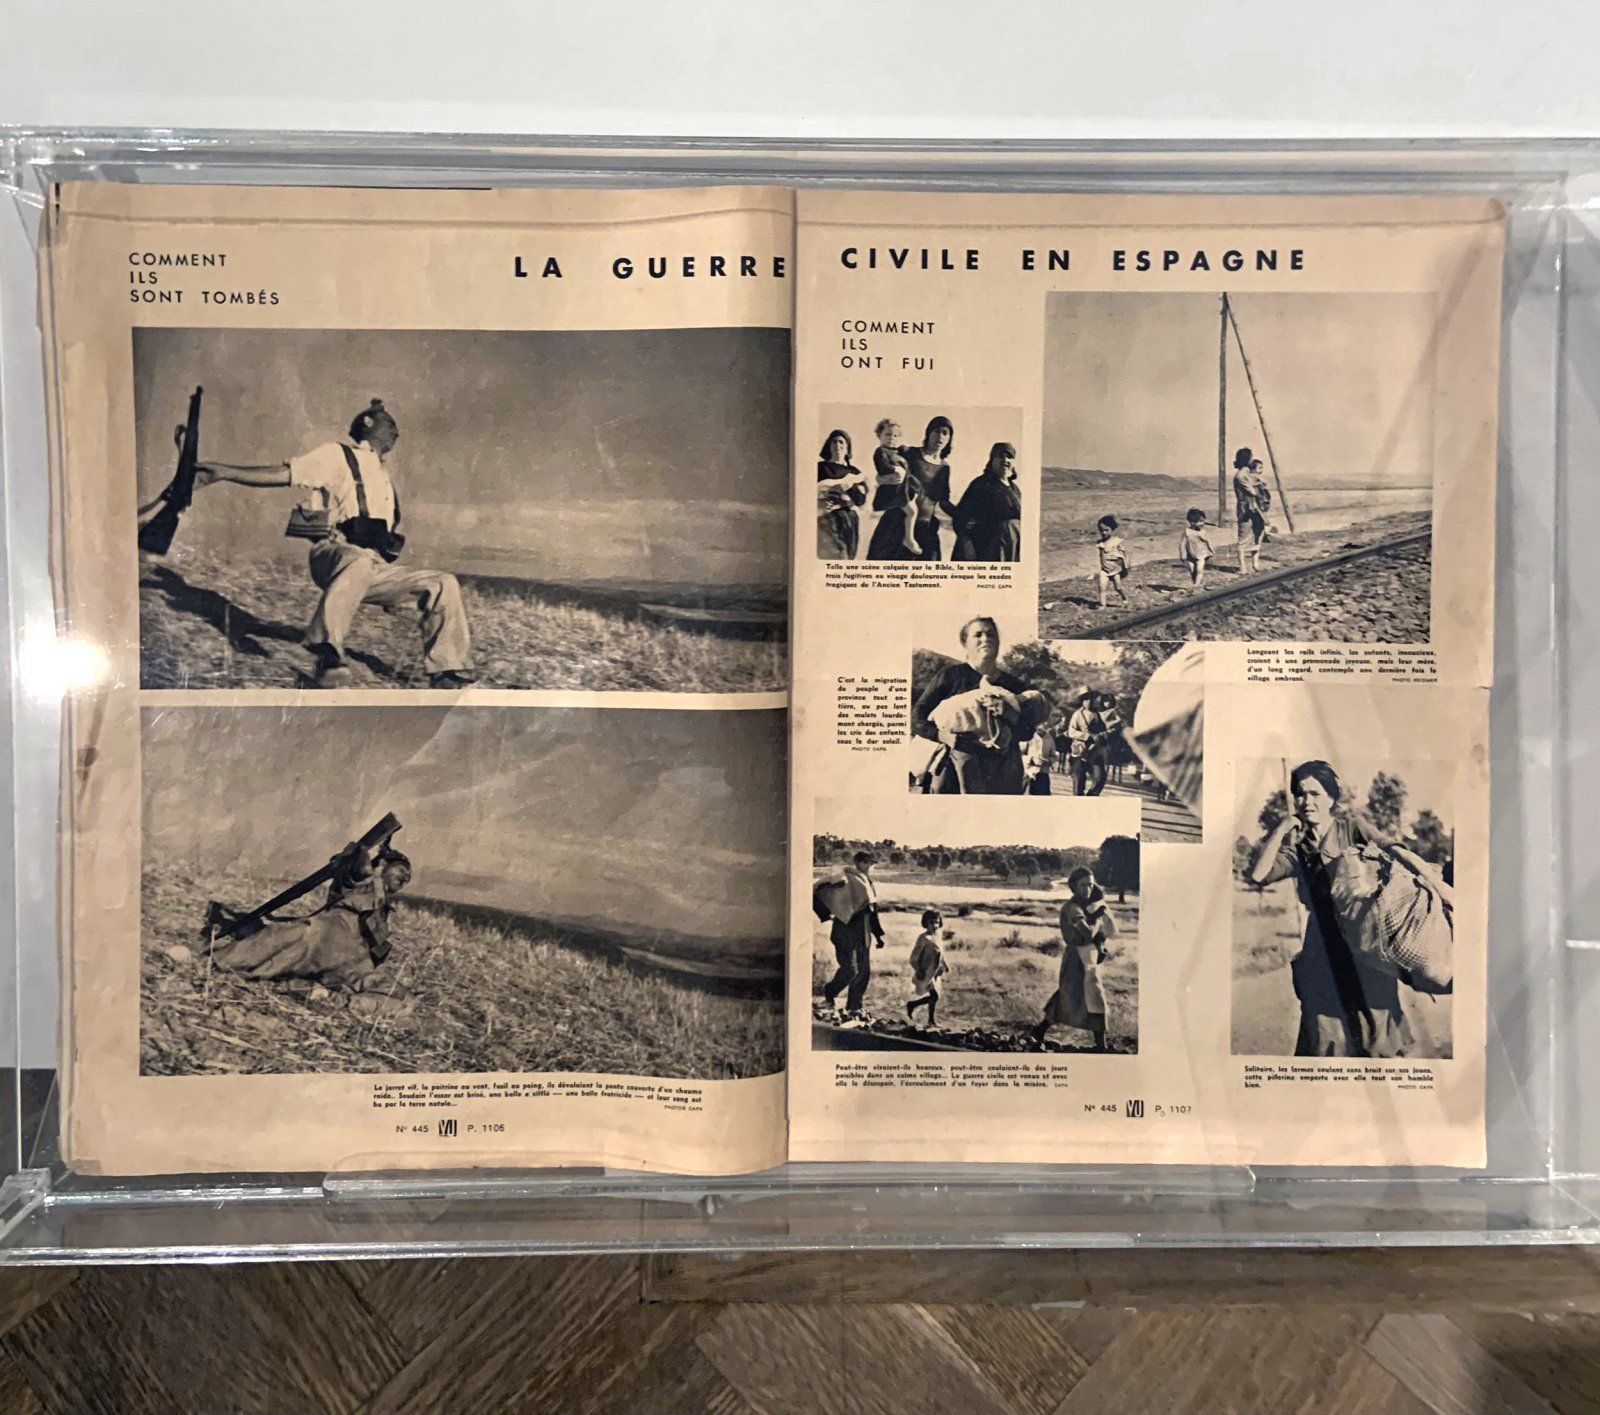 COMMENT
ILS
SONT TOMBÉS
LA GUERRE
Le jarret vif, la poitrine au vent, fusil au poing, ils dévalaient la pente couverte d'un chaume
raide... Soudain l'essor est brisé, une balle a sifflé — une balle fratricide — et leur sang est
bu par la terre natale...
PHOTOS CAPA
N° 445 VU P. 1106
CIVILE EN ESPAGNE
COMMENT
ILS
ONT FUI
Telle une scène calquée sur la Bible, la vision de ces
trois fugitives au visage douloureux évoque les exodes
tragiques de l'Ancien Testament. PHOTO CAPA
Longeant les rails infinis, les enfants, insoucieux,
croient à une promenade joyeuse, mais leur mère,
d'un long regard, contemple une dernière fois le
village embrasé. PHOTO REISNER
C'est la migration
du peuple d'une
province tout en-
tière, au pas lent
des mulets lourde-
ment chargés, parmi
les cris des enfants,
sous le dur soleil.
PHOTO CAPA
Peut-être vivaient-ils heureux, peut-être coulaient-ils des jours
paisibles dans un calme village... La guerre civile est venue et avec
elle le désespoir, l'écroulement d'un foyer dans la misère. CAPA
Solitaire, les larmes coulant sans bruit sur ses joues,
cette pèlerine emporte avec elle tout son humble
bien. PHOTO CAPA
N° 445 VU P. 1107